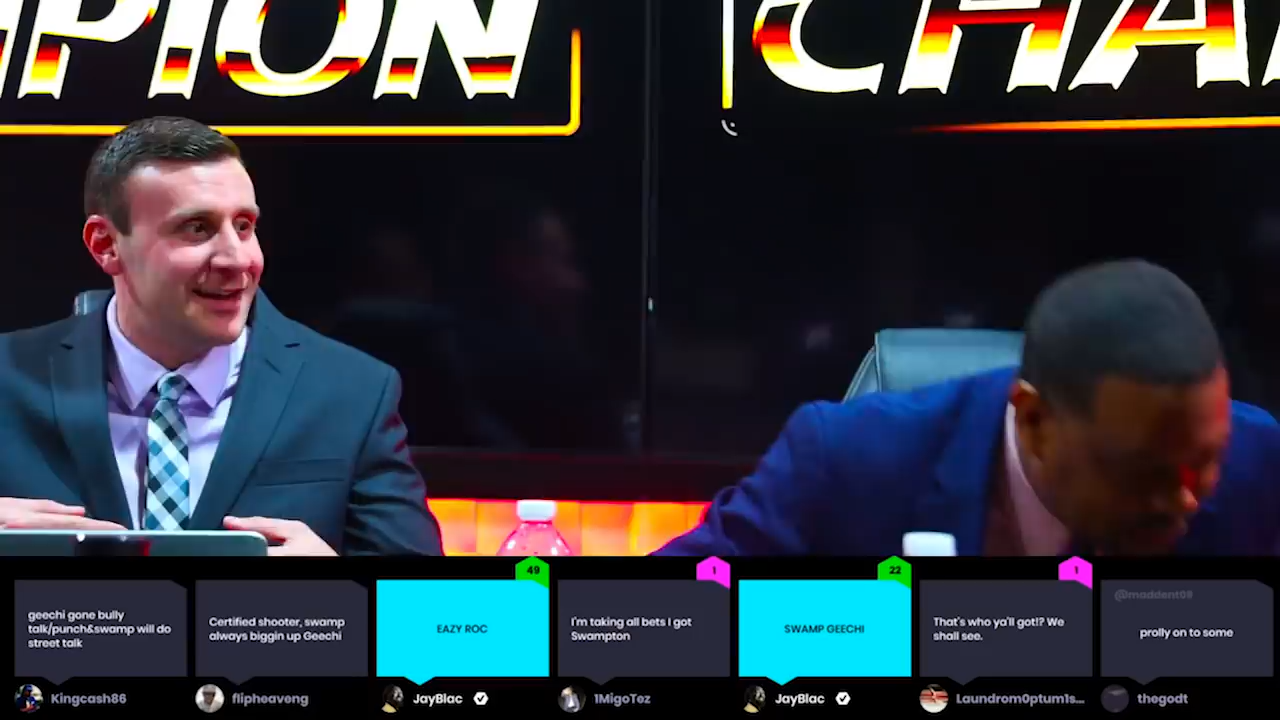 MPION
CHA
49
1
22
1
geechi gone bully
talk/punch&swamp will do
street talk
Certified shooter, swamp
always biggin up Geechi
EAZY ROC
I'm taking all bets I got
Swampton
SWAMP GEECHI
That's who ya'll got!? We
shall see.
@maddent09
prolly on to some
Kingcash86
flipheaveng
JayBlac
1MigoTez
JayBlac
Laundrom0ptum1s...
thegodt